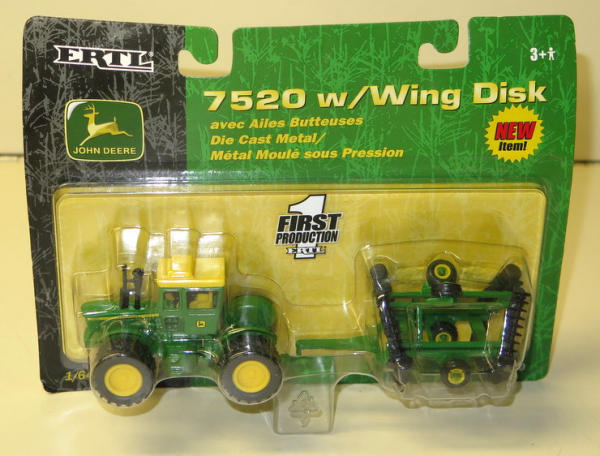 ERTL
3+
JOHN DEERE
7520 w/Wing Disk
avec Ailes Butteuses
Die Cast Metal/
Métal Moulé sous Pression
NEW
Item!
1
FIRST
PRODUCTION
ERTL